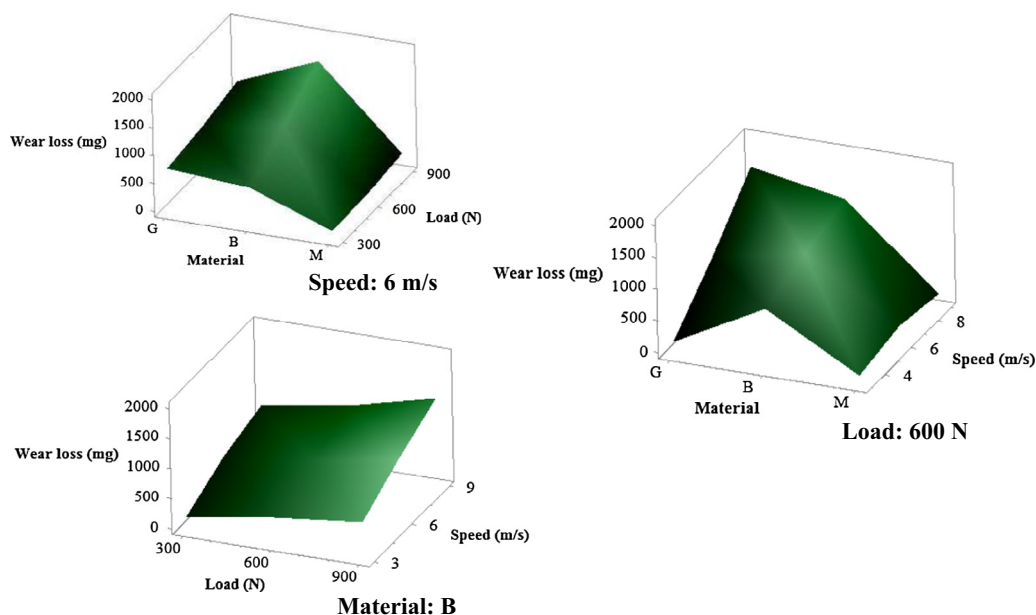 2000
1500
Wear loss (mg)
1000
500
0
G
B
M
Material
300
600
900
Load (N)
Speed: 6 m/s
2000
1500
Wear loss (mg)
1000
500
0
300
600
900
Load (N)
3
6
9
Speed (m/s)
Material: B
2000
1500
Wear loss (mg)
1000
500
0
G
B
M
Material
4
6
8
Speed (m/s)
Load: 600 N